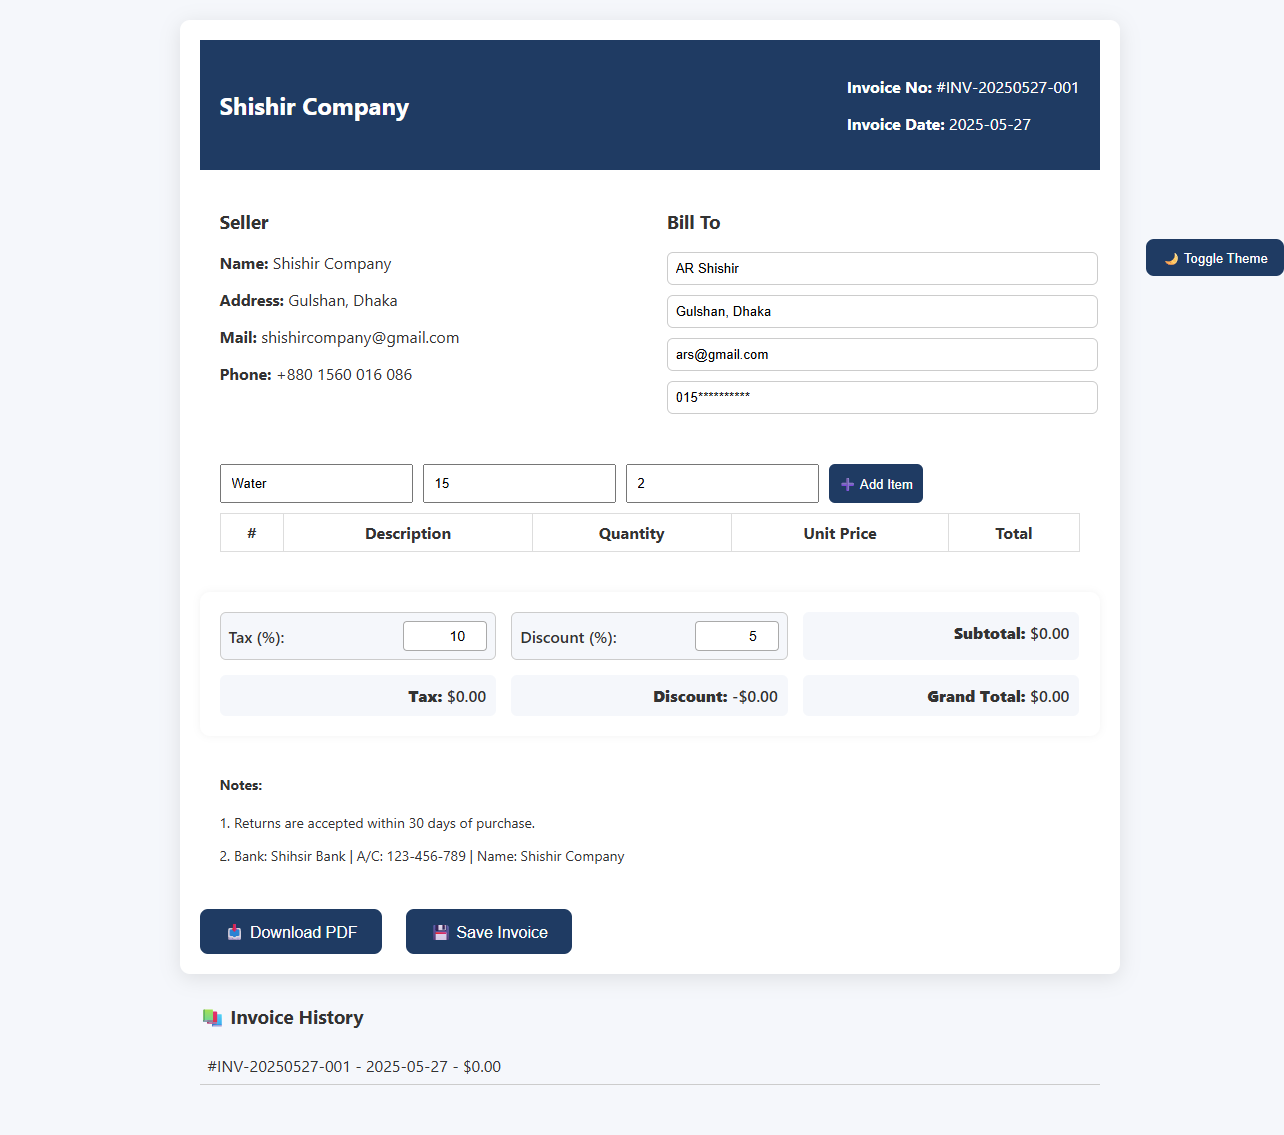 Shishir Company
Invoice No: #INV-20250527-001
Invoice Date: 2025-05-27
Seller
Name: Shishir Company
Address: Gulshan, Dhaka
Mail: shishircompany@gmail.com
Phone: +880 1560 016 086
Bill To
AR Shishir
Gulshan, Dhaka
ars@gmail.com
015**********
🌙 Toggle Theme
Water 15 2 ➕ Add Item
# Description Quantity Unit Price Total
Tax (%): 10 Discount (%): 5 Subtotal: $0.00
Tax: $0.00 Discount: -$0.00 Grand Total: $0.00
Notes:
1. Returns are accepted within 30 days of purchase.
2. Bank: Shihsir Bank | A/C: 123-456-789 | Name: Shishir Company
📥 Download PDF 💾 Save Invoice
📚 Invoice History
#INV-20250527-001 - 2025-05-27 - $0.00